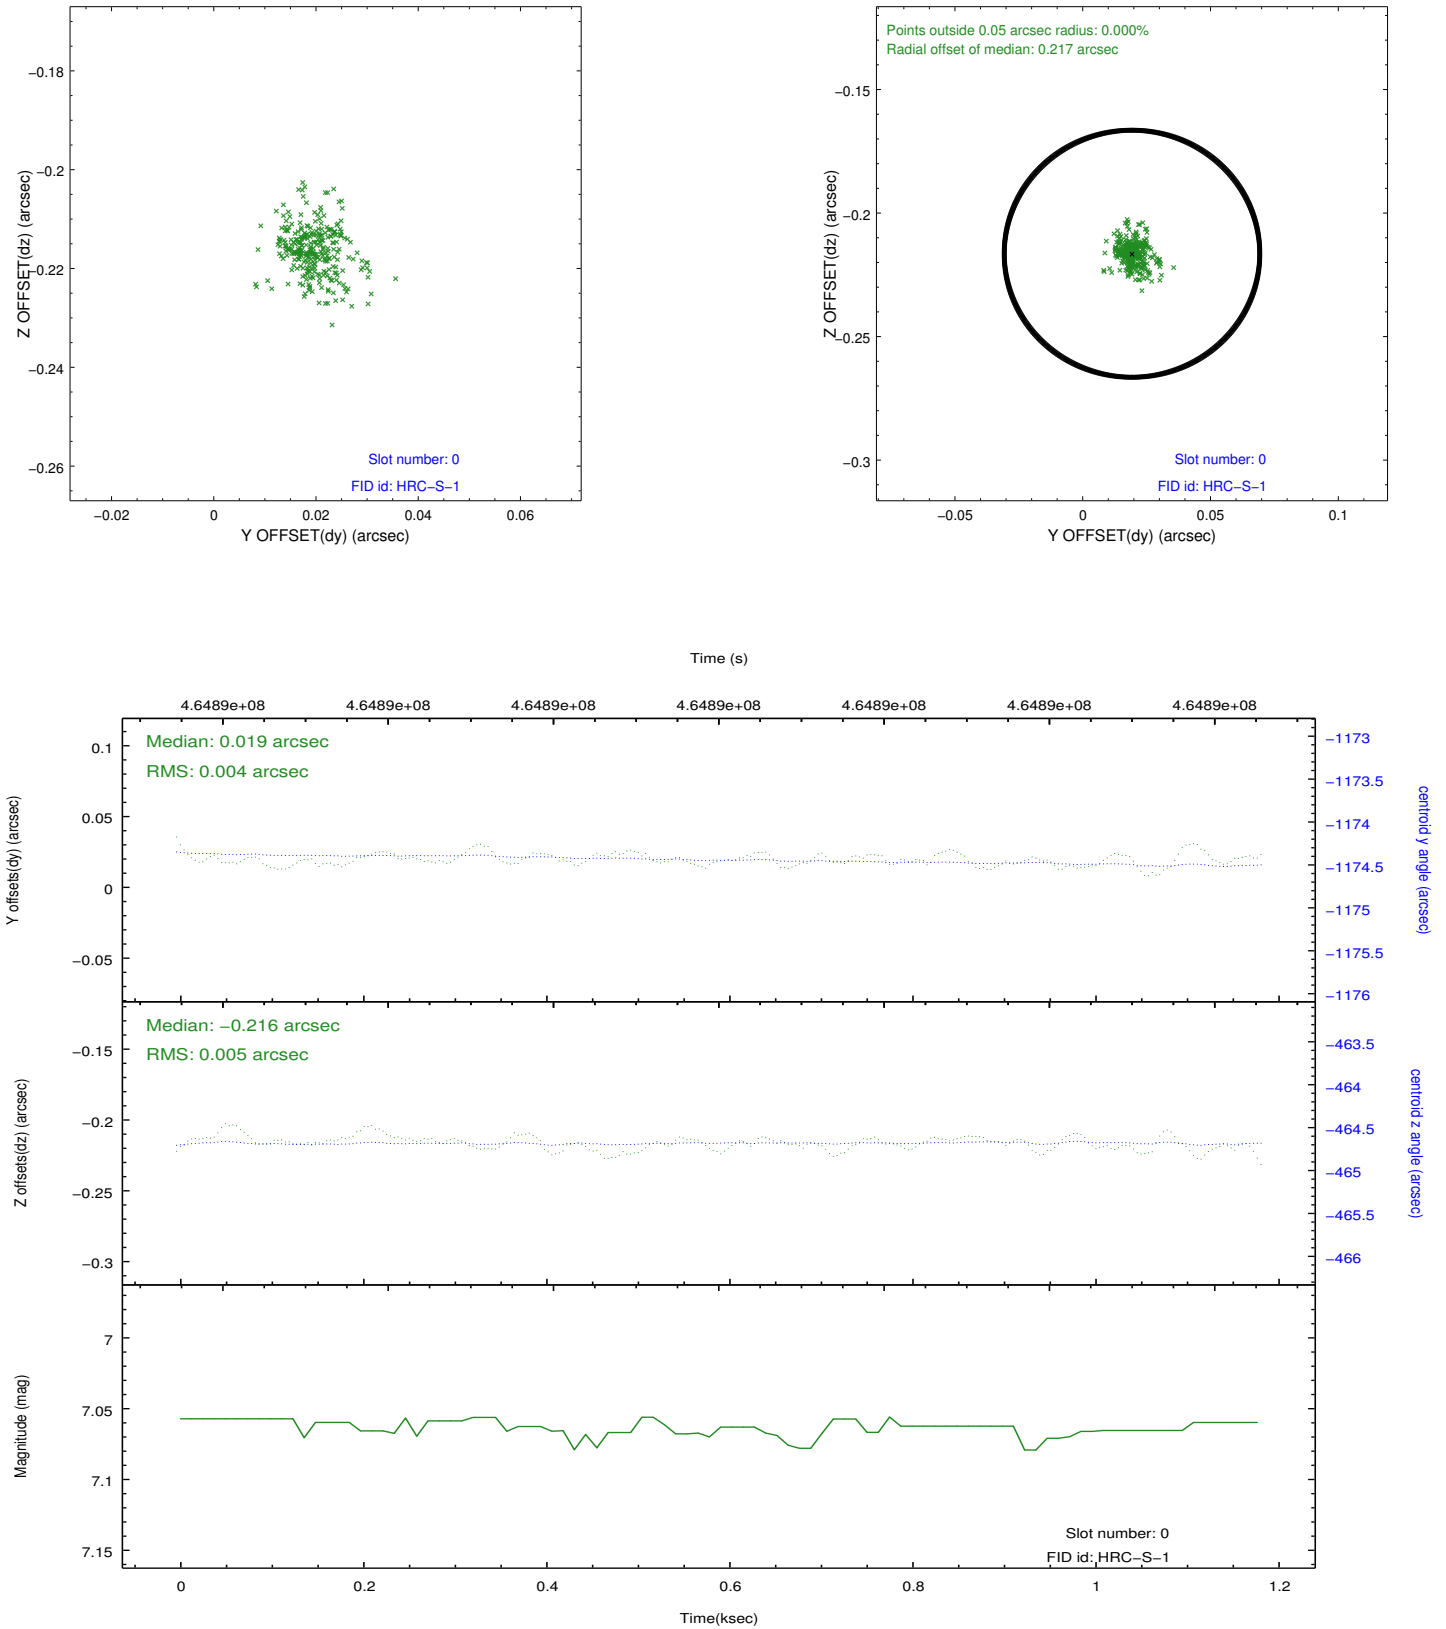 −0.18
−0.2
−0.22
−0.24
−0.26
Z OFFSET(dz) (arcsec)
Slot number: 0
FID id: HRC−S−1
−0.02 0 0.02 0.04 0.06
Y OFFSET(dy) (arcsec)
Points outside 0.05 arcsec radius: 0.000%
Radial offset of median: 0.217 arcsec
−0.15
−0.2
−0.25
−0.3
Z OFFSET(dz) (arcsec)
Slot number: 0
FID id: HRC−S−1
−0.05 0 0.05 0.1
Y OFFSET(dy) (arcsec)
Time (s)
4.6489e+08 4.6489e+08 4.6489e+08 4.6489e+08 4.6489e+08 4.6489e+08 4.6489e+08
Median: 0.019 arcsec
RMS: 0.004 arcsec
0.1
0.05
0
−0.05
Y offsets(dy) (arcsec)
−1173
−1173.5
−1174
−1174.5
−1175
−1175.5
−1176
centroid y angle (arcsec)
Median: −0.216 arcsec
RMS: 0.005 arcsec
−0.15
−0.2
−0.25
−0.3
Z offsets(dz) (arcsec)
−463.5
−464
−464.5
−465
−465.5
−466
centroid z angle (arcsec)
7
7.05
7.1
7.15
Magnitude (mag)
Slot number: 0
FID id: HRC−S−1
0 0.2 0.4 0.6 0.8 1 1.2
Time(ksec)